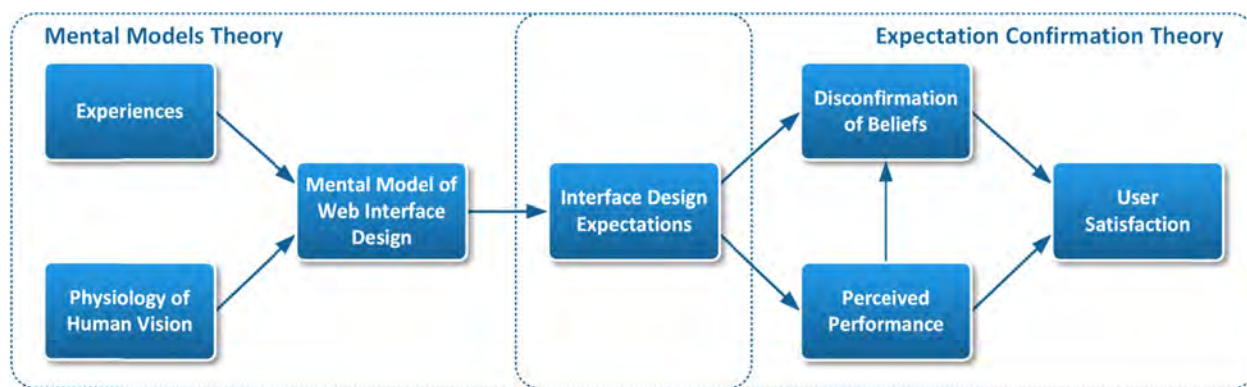 Mental Models Theory
Expectation Confirmation Theory
Experiences
Disconfirmation
of Beliefs
Mental Model of
Web Interface
Design
Interface Design
Expectations
User
Satisfaction
Physiology of
Human Vision
Perceived
Performance